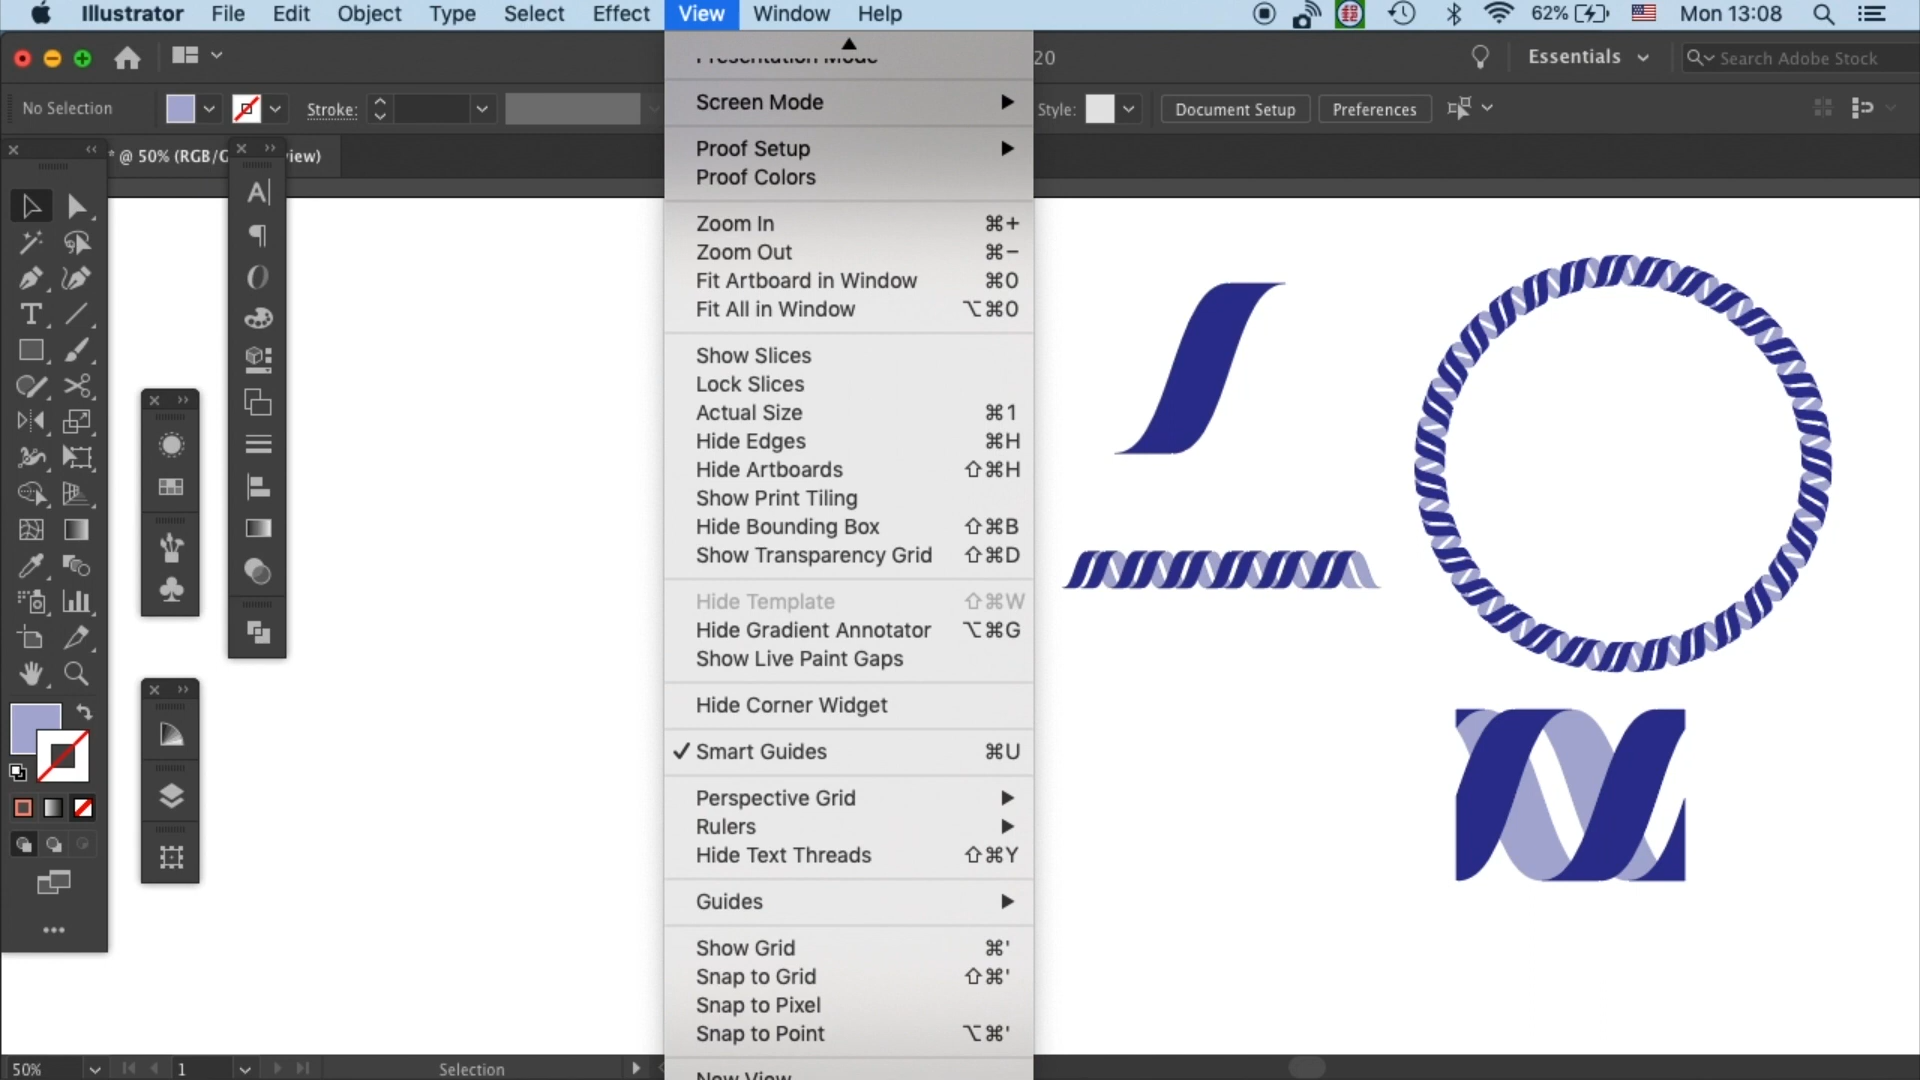 Illustrator File Edit Object Type Select Effect View Window Help 62% Mon 13:08
20 Essentials Search Adobe Stock
No Selection Stroke: Style: Document Setup Preferences
* @ 50% (RGB/G iew)
Presentation Mode
Screen Mode
Proof Setup
Proof Colors
Zoom In ⌘+
Zoom Out ⌘−
Fit Artboard in Window ⌘0
Fit All in Window ⌥⌘0
Show Slices
Lock Slices
Actual Size ⌘1
Hide Edges ⌘H
Hide Artboards ⇧⌘H
Show Print Tiling
Hide Bounding Box ⇧⌘B
Show Transparency Grid ⇧⌘D
Hide Template ⇧⌘W
Hide Gradient Annotator ⌥⌘G
Show Live Paint Gaps
Hide Corner Widget
✓ Smart Guides ⌘U
Perspective Grid
Rulers
Hide Text Threads ⇧⌘Y
Guides
Show Grid ⌘'
Snap to Grid ⇧⌘'
Snap to Pixel
Snap to Point ⌥⌘'
New View
50% 1 Selection